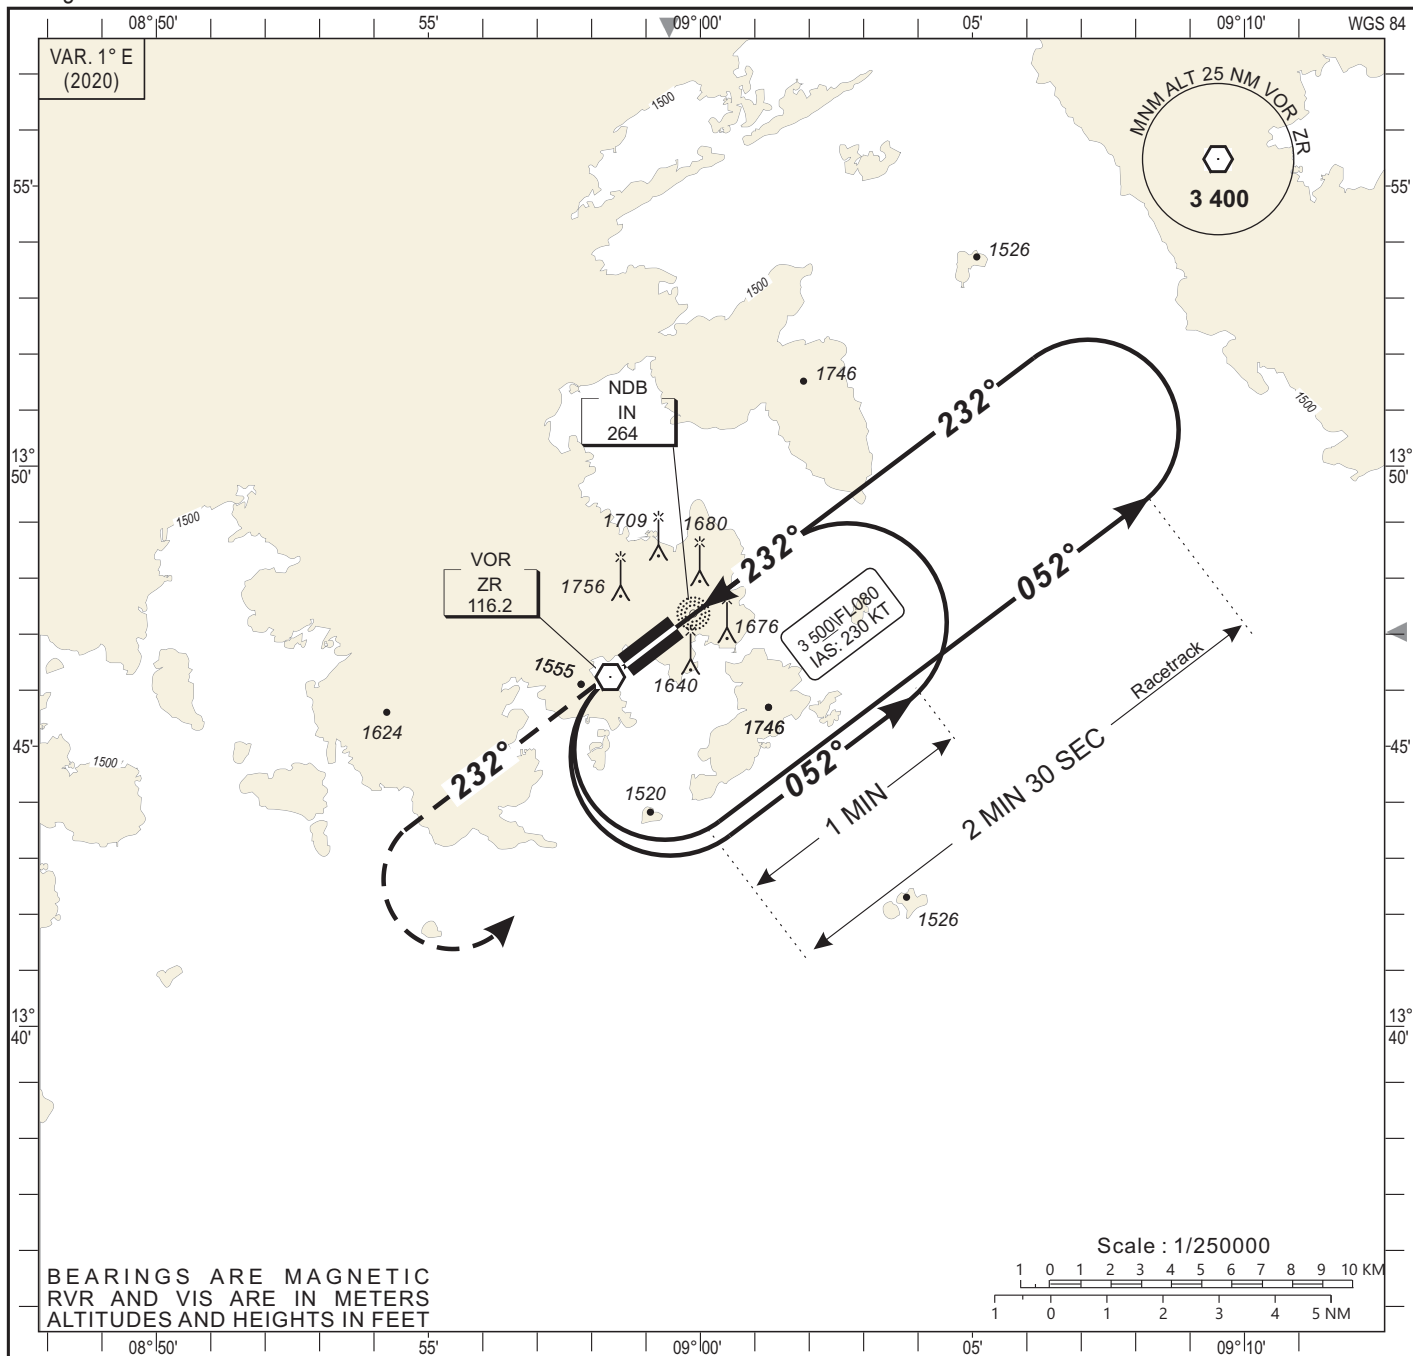 08°50'
55'
09°00'
05'
09°10'
WGS 84
VAR. 1° E
(2020)
1500
MNM ALT 25 NM VOR ZR
3 400
55'
55'
1526
1500
1746
NDB
IN
264
232°
1500
13°
50'
13°
50'
1500
1709
1680
232°
052°
VOR
ZR
116.2
1756
3 500\FL080
IAS: 230 KT
1676
1555
1640
Racetrack
1624
1746
45'
45'
1500
232°
052°
1520
1 MIN
2 MIN 30 SEC
1526
13°
40'
13°
40'
Scale : 1/250000
1 0 1 2 3 4 5 6 7 8 9 10 KM
1 0 1 2 3 4 5 NM
BEARINGS ARE MAGNETIC
RVR AND VIS ARE IN METERS
ALTITUDES AND HEIGHTS IN FEET
08°50'
55'
09°00'
05'
09°10'